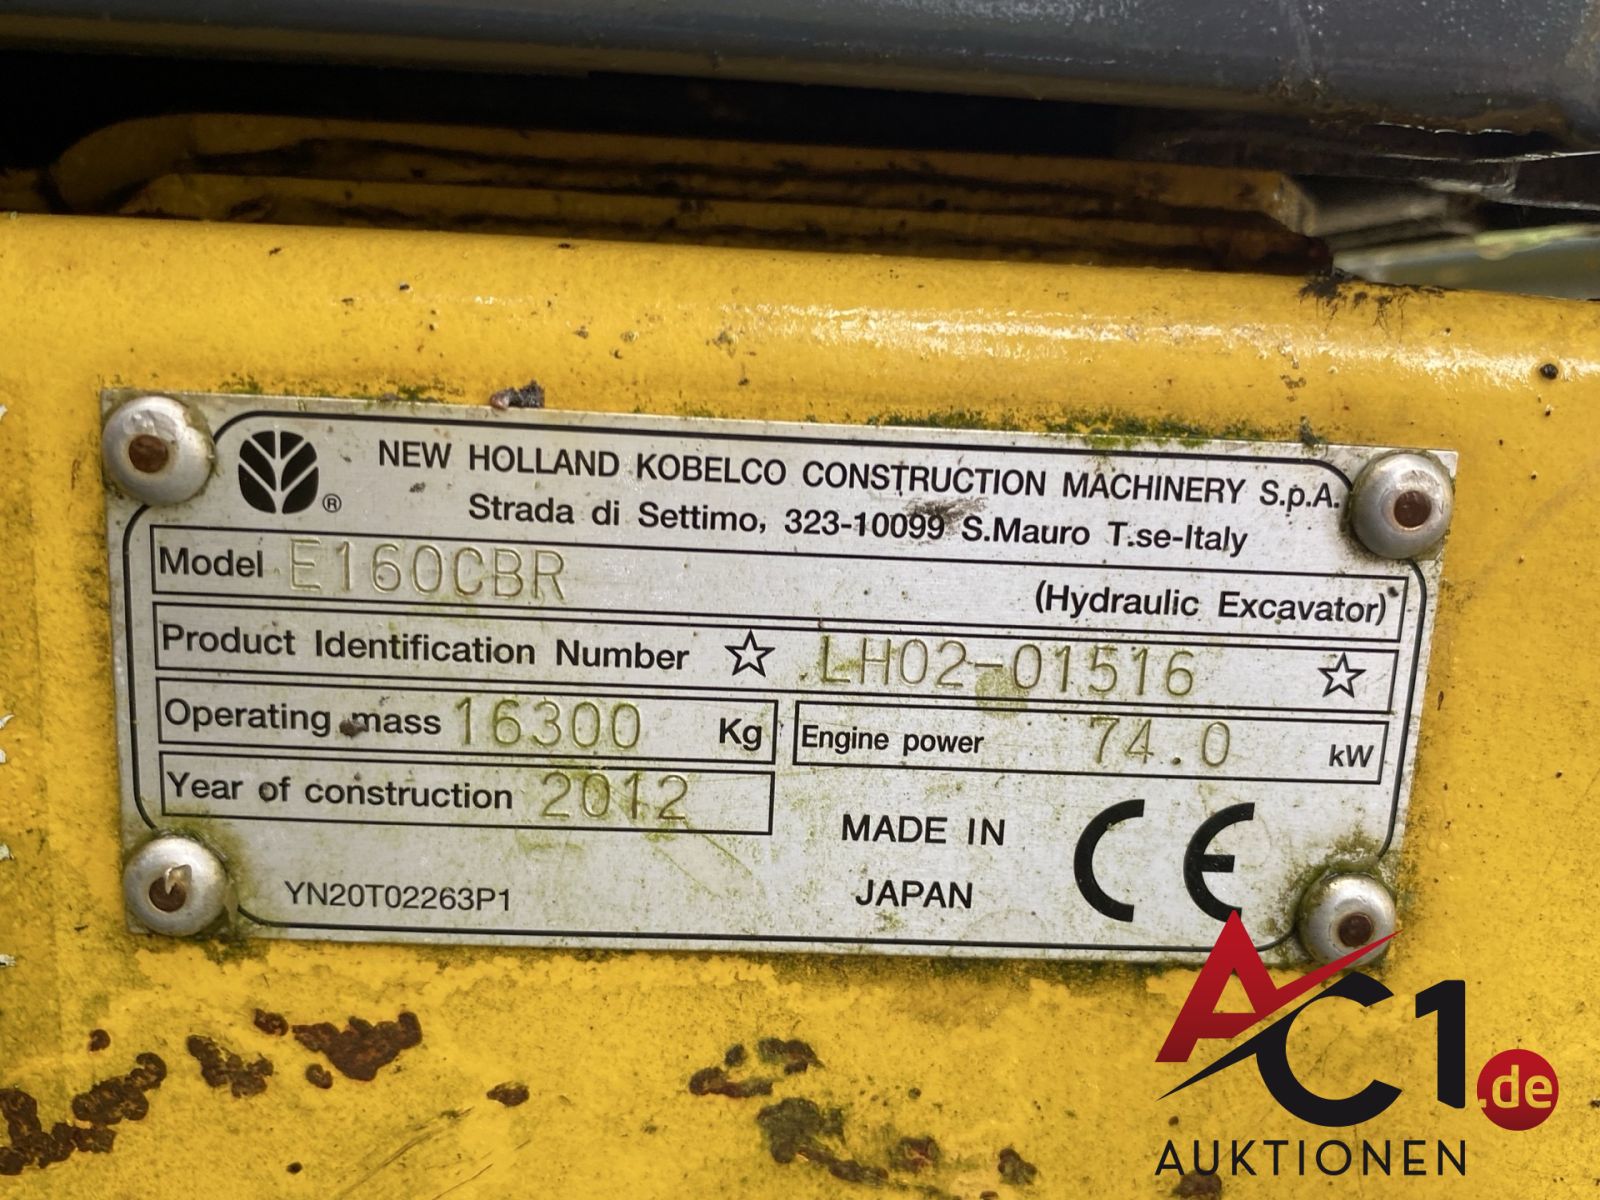 NEW HOLLAND KOBELCO CONSTRUCTION MACHINERY S.p.A.
®
Strada di Settimo, 323-10099 S.Mauro T.se-Italy
Model E160CBR (Hydraulic Excavator)
Product Identification Number ☆ LH02-01516 ☆
Operating mass 16300 Kg
Engine power 74.0 kW
Year of construction 2012
MADE IN
JAPAN
CE
YN20T02263P1
AC1.de
AUKTIONEN